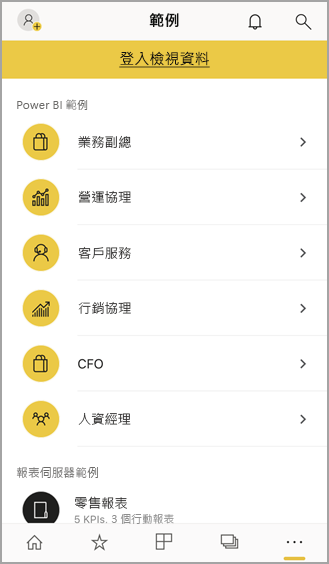 範例
登入檢視資料
Power BI 範例
業務副總
營運協理
客戶服務
行銷協理
CFO
人資經理
報表伺服器範例
零售報表
5 KPIs, 3 個行動報表